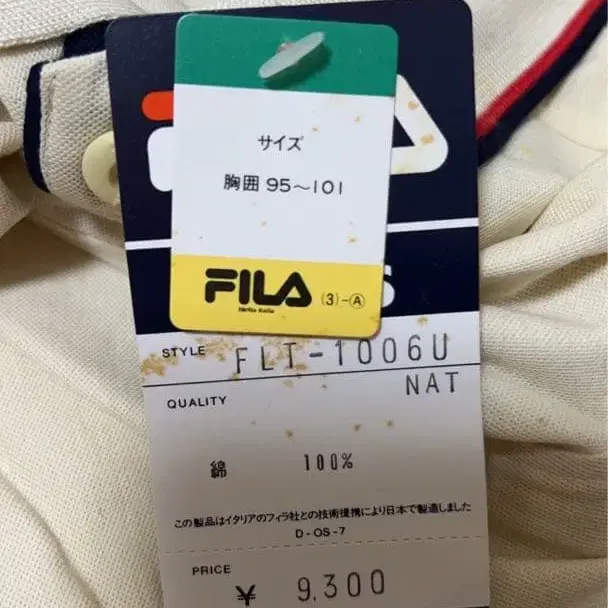 サイズ
胸囲 95～101
FILA (3)-Ⓐ
STYLE FLT-1006U
NAT
QUALITY
綿 100%
この製品はイタリアのフィラ社との技術提携により日本で製造しました
D-OS-7
PRICE
¥ 9,300